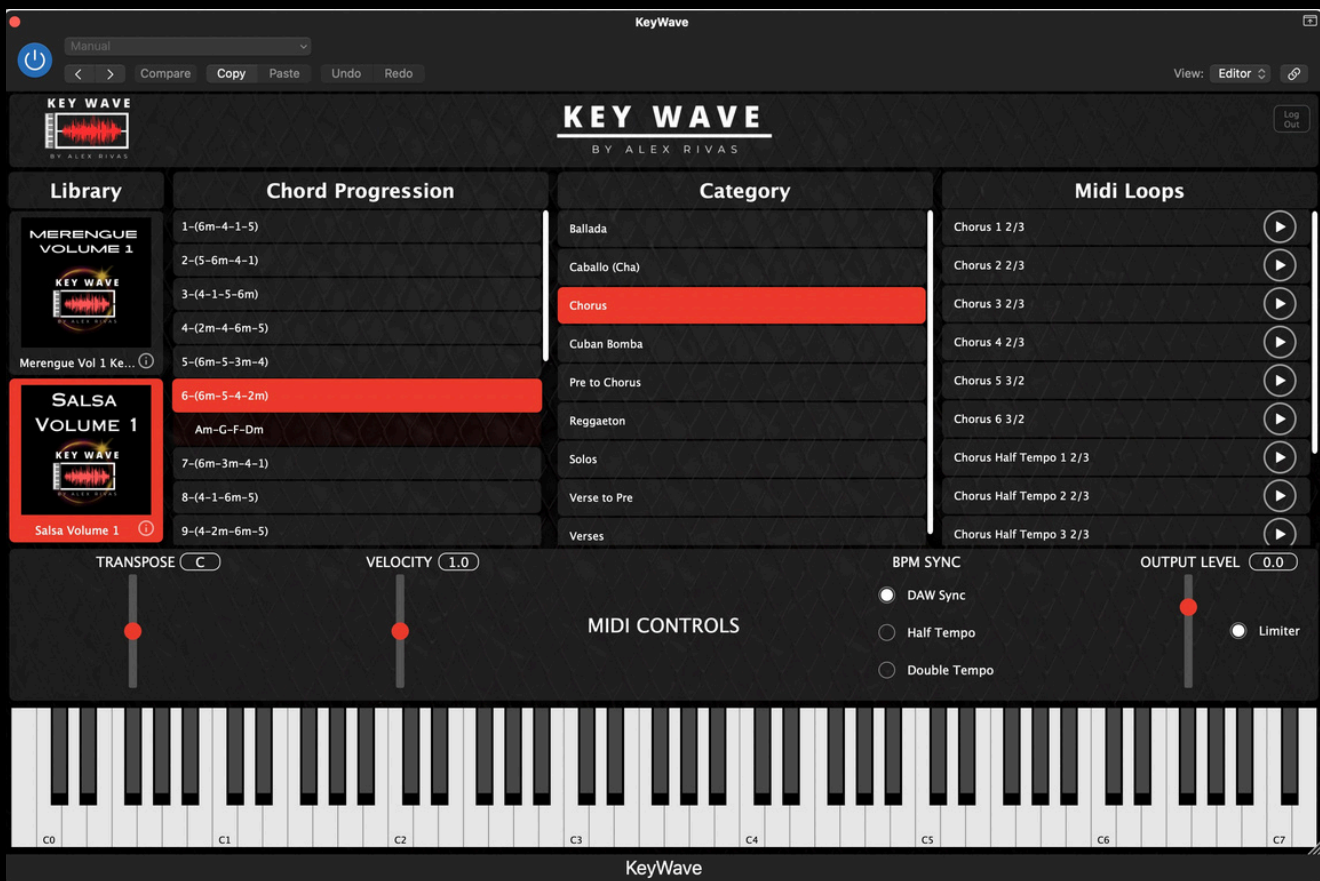 KeyWave
Manual
Compare Copy Paste Undo Redo View: Editor
KEY WAVE
BY ALEX RIVAS
KEY WAVE
BY ALEX RIVAS
Log
Out
Library
Chord Progression
Category
Midi Loops
MERENGUE
VOLUME 1
KEY WAVE
BY ALEX RIVAS
Merengue Vol 1 Ke...
SALSA
VOLUME 1
KEY WAVE
BY ALEX RIVAS
Salsa Volume 1
1-(6m-4-1-5)
2-(5-6m-4-1)
3-(4-1-5-6m)
4-(2m-4-6m-5)
5-(6m-5-3m-4)
6-(6m-5-4-2m)
Am-G-F-Dm
7-(6m-3m-4-1)
8-(4-1-6m-5)
9-(4-2m-6m-5)
Ballada
Caballo (Cha)
Chorus
Cuban Bomba
Pre to Chorus
Reggaeton
Solos
Verse to Pre
Verses
Chorus 1 2/3
Chorus 2 2/3
Chorus 3 2/3
Chorus 4 2/3
Chorus 5 3/2
Chorus 6 3/2
Chorus Half Tempo 1 2/3
Chorus Half Tempo 2 2/3
Chorus Half Tempo 3 2/3
TRANSPOSE C
VELOCITY 1.0
MIDI CONTROLS
BPM SYNC
DAW Sync
Half Tempo
Double Tempo
OUTPUT LEVEL 0.0
Limiter
C0 C1 C2 C3 C4 C5 C6 C7
KeyWave